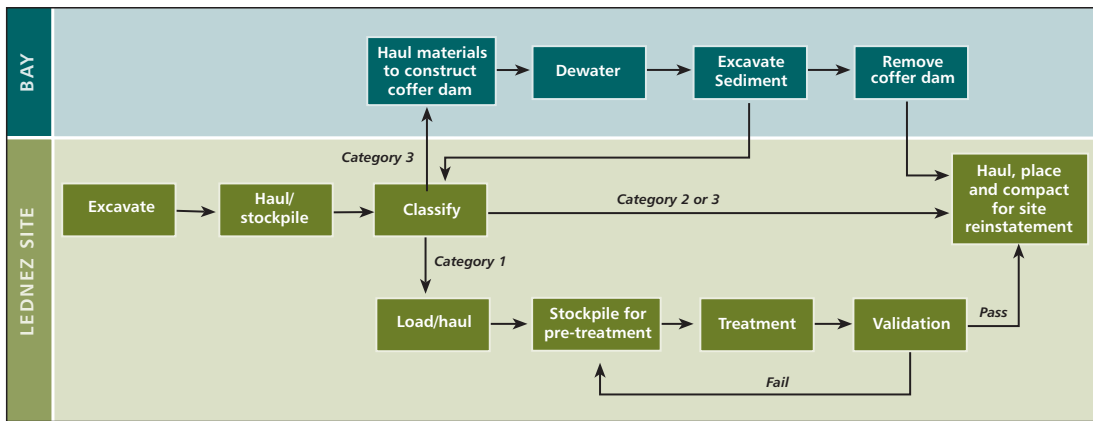 BAY
Haul materials
to construct
coffer dam
Dewater
Excavate
Sediment
Remove
coffer dam
LEDNEZ SITE
Category 3
Excavate
Haul/
stockpile
Classify
Category 2 or 3
Haul, place
and compact
for site
reinstatement
Category 1
Load/haul
Stockpile for
pre-treatment
Treatment
Validation
Pass
Fail